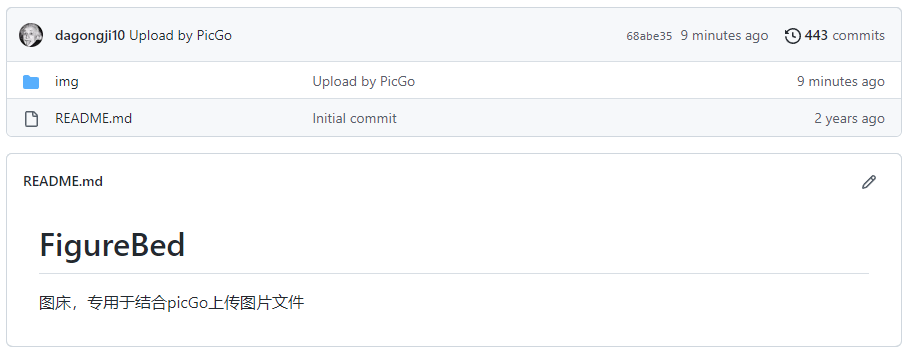 dagongji10 Upload by PicGo 68abe35 9 minutes ago 443 commits
img Upload by PicGo 9 minutes ago
README.md Initial commit 2 years ago
README.md
FigureBed
图床，专用于结合picGo上传图片文件